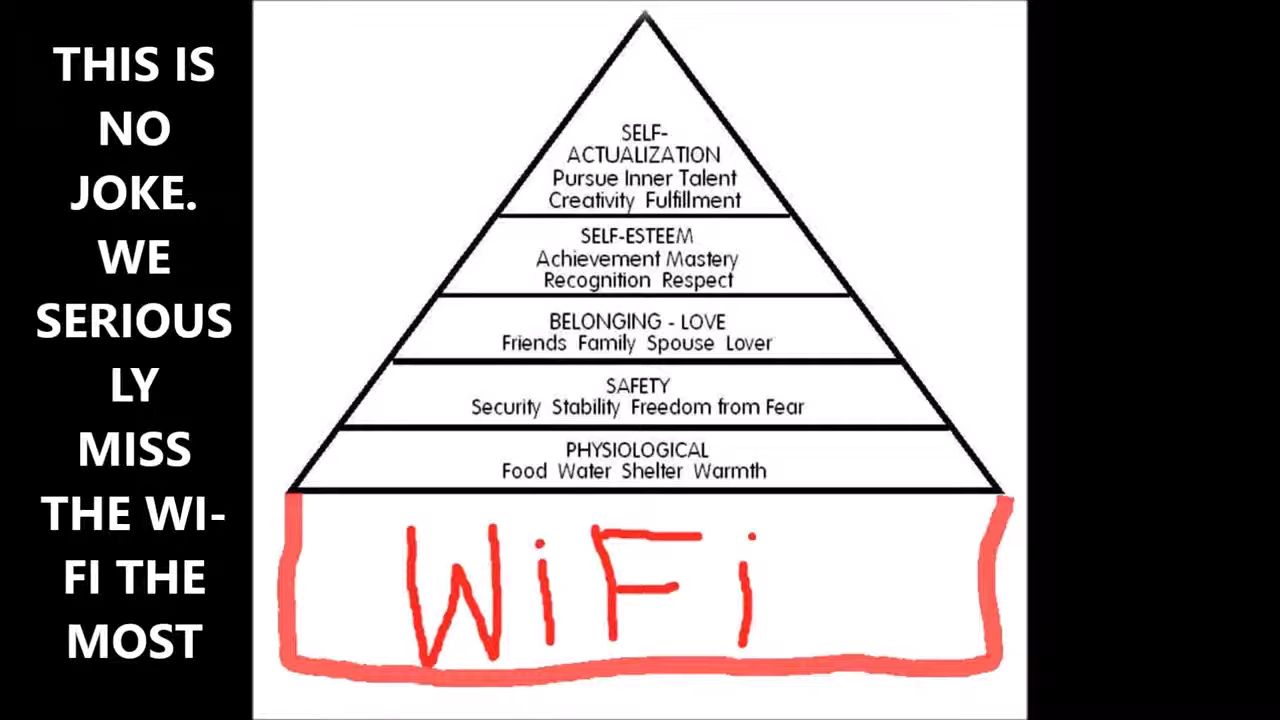 THIS IS
NO
JOKE.
WE
SERIOUS
LY
MISS
THE WI-
FI THE
MOST
SELF-
ACTUALIZATION
Pursue Inner Talent
Creativity Fulfillment
SELF-ESTEEM
Achievement Mastery
Recognition Respect
BELONGING - LOVE
Friends Family Spouse Lover
SAFETY
Security Stability Freedom from Fear
PHYSIOLOGICAL
Food Water Shelter Warmth
WiFi